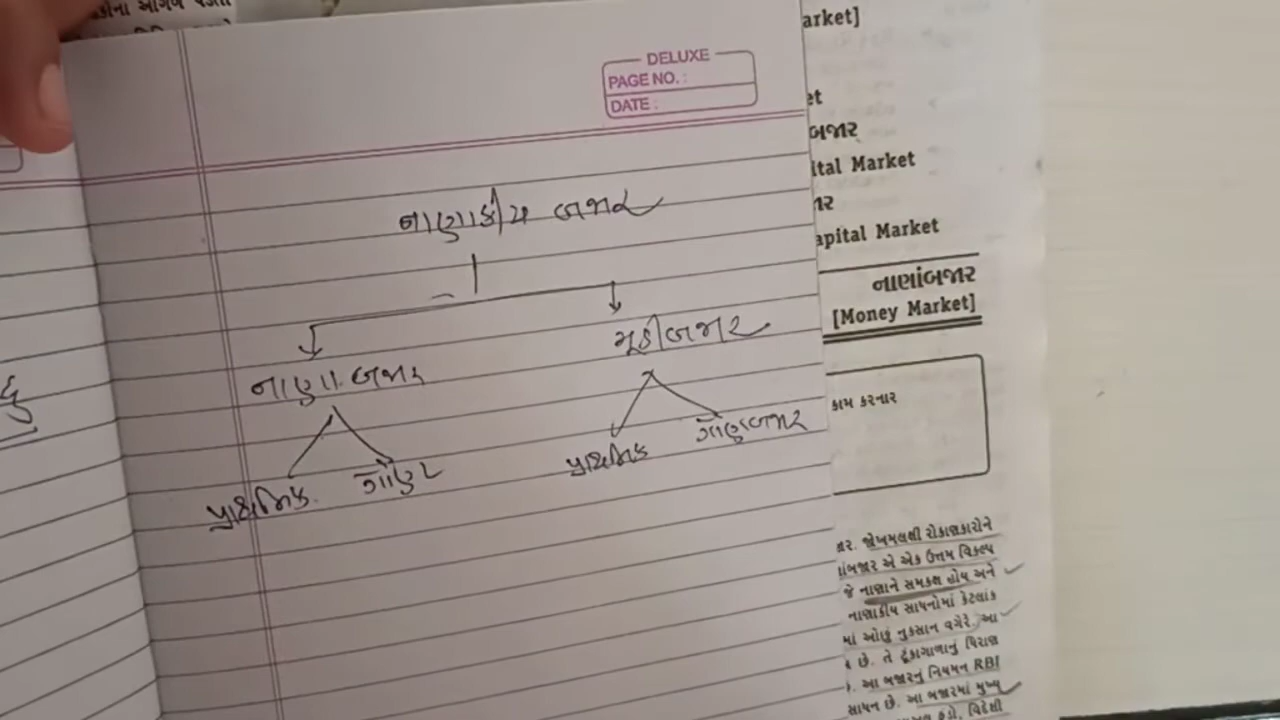 DELUXE
PAGE NO. :
DATE :
નાણાકીય બજાર
નાણા બજાર
મૂડીબજાર
પ્રાથમિક
ગૌણ
પ્રાથમિક
ગૌણબજાર
arket]
et
બજાર
ital Market
ાર
apital Market
નાણાંબજાર
[Money Market]
કામ કરનાર
જોખમલક્ષી રોકાણકારોને
ાંબજાર એ એક ઉત્તમ વિકલ્પ
જે નાણાને સમકક્ષ હોય અને
નાણાકીય સાધનોમાં કેટલાંક
માં ઓછું નુકસાન વગેરે. આ
છે. તે ટૂંકાગાળાનું ધિરાણ
આ બજારનું નિયમન RBI
સાધન છે. આ બજારમાં મુખ્ય
ફંડો, વિદેશી